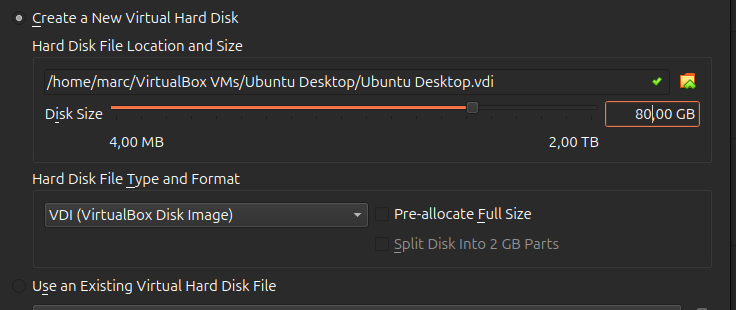 Create a New Virtual Hard Disk
Hard Disk File Location and Size
/home/marc/VirtualBox VMs/Ubuntu Desktop/Ubuntu Desktop.vdi
Disk Size
80,00 GB
4,00 MB
2,00 TB
Hard Disk File Type and Format
VDI (VirtualBox Disk Image)
Pre-allocate Full Size
Split Disk Into 2 GB Parts
Use an Existing Virtual Hard Disk File